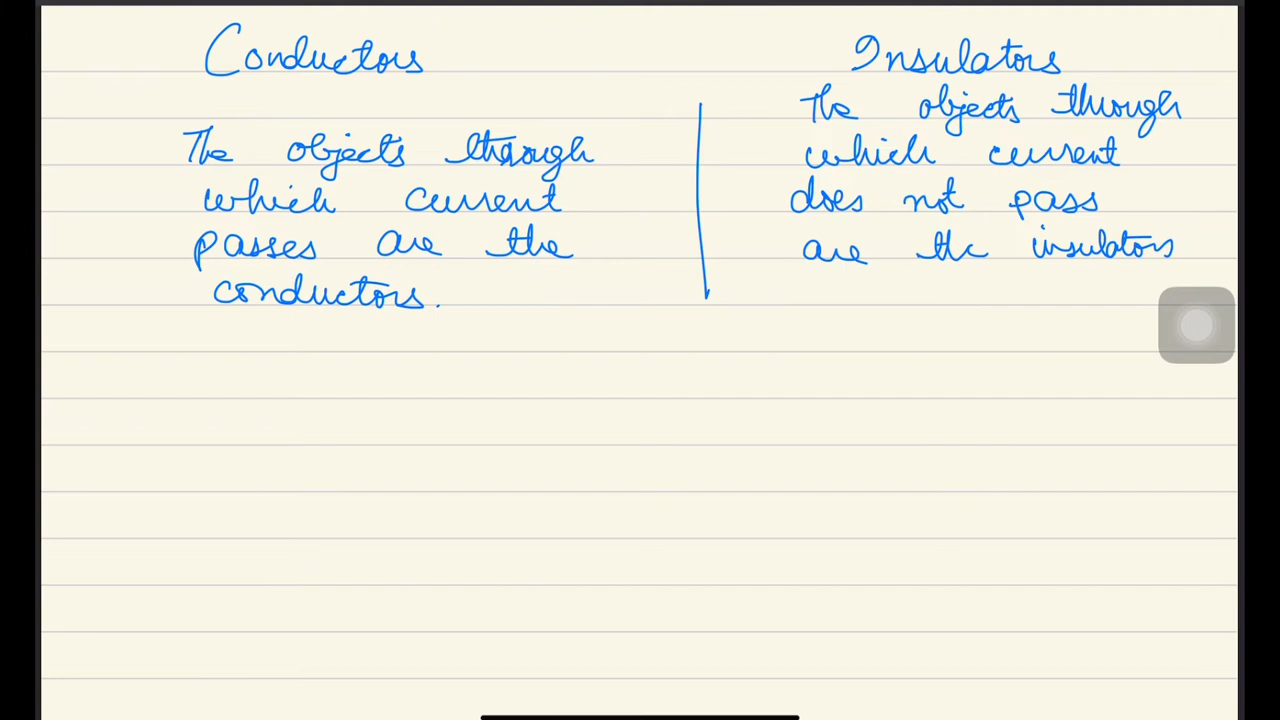 Conductors
The objects through
which current
passes are the
conductors.
Insulators
The objects through
which current
does not pass
are the insulators